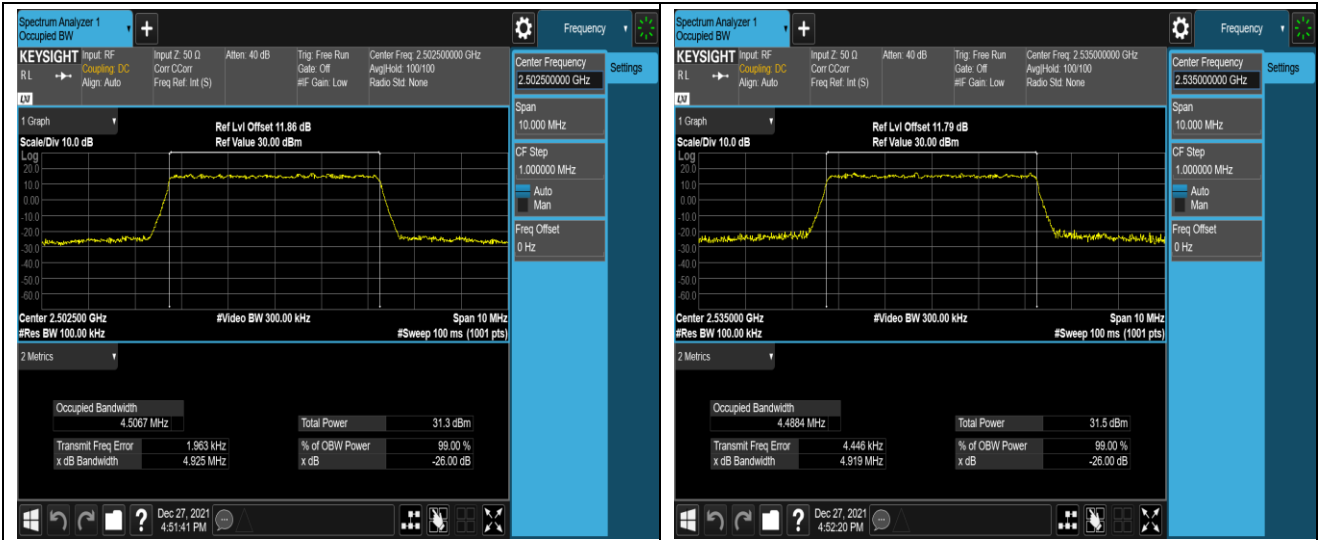 Spectrum Analyzer 1
Occupied BW
+
Frequency
KEYSIGHT
RL
LXI
Input: RF
Coupling: DC
Align: Auto
Input Z: 50 Ω
Corr CCorr
Freq Ref: Int (S)
Atten: 40 dB
Trig: Free Run
Gate: Off
#IF Gain: Low
Center Freq: 2.502500000 GHz
Avg|Hold: 100/100
Radio Std: None
Center Frequency
2.502500000 GHz
Settings
Span
10.000 MHz
CF Step
1.000000 MHz
Auto
Man
Freq Offset
0 Hz
1 Graph
Scale/Div 10.0 dB
Ref Lvl Offset 11.86 dB
Ref Value 30.00 dBm
Log
20.0
10.0
0.00
-10.0
-20.0
-30.0
-40.0
-50.0
-60.0
Center 2.502500 GHz
#Video BW 300.00 kHz
Span 10 MHz
#Res BW 100.00 kHz
#Sweep 100 ms (1001 pts)
2 Metrics
Occupied Bandwidth
4.5067 MHz
Total Power 31.3 dBm
Transmit Freq Error 1.963 kHz
% of OBW Power 99.00 %
x dB Bandwidth 4.925 MHz
x dB -26.00 dB
?
Dec 27, 2021
4:51:41 PM
Spectrum Analyzer 1
Occupied BW
+
Frequency
KEYSIGHT
RL
LXI
Input: RF
Coupling: DC
Align: Auto
Input Z: 50 Ω
Corr CCorr
Freq Ref: Int (S)
Atten: 40 dB
Trig: Free Run
Gate: Off
#IF Gain: Low
Center Freq: 2.535000000 GHz
Avg|Hold: 100/100
Radio Std: None
Center Frequency
2.535000000 GHz
Settings
Span
10.000 MHz
CF Step
1.000000 MHz
Auto
Man
Freq Offset
0 Hz
1 Graph
Scale/Div 10.0 dB
Ref Lvl Offset 11.79 dB
Ref Value 30.00 dBm
Log
20.0
10.0
0.00
-10.0
-20.0
-30.0
-40.0
-50.0
-60.0
Center 2.535000 GHz
#Video BW 300.00 kHz
Span 10 MHz
#Res BW 100.00 kHz
#Sweep 100 ms (1001 pts)
2 Metrics
Occupied Bandwidth
4.4884 MHz
Total Power 31.5 dBm
Transmit Freq Error 4.446 kHz
% of OBW Power 99.00 %
x dB Bandwidth 4.919 MHz
x dB -26.00 dB
?
Dec 27, 2021
4:52:20 PM